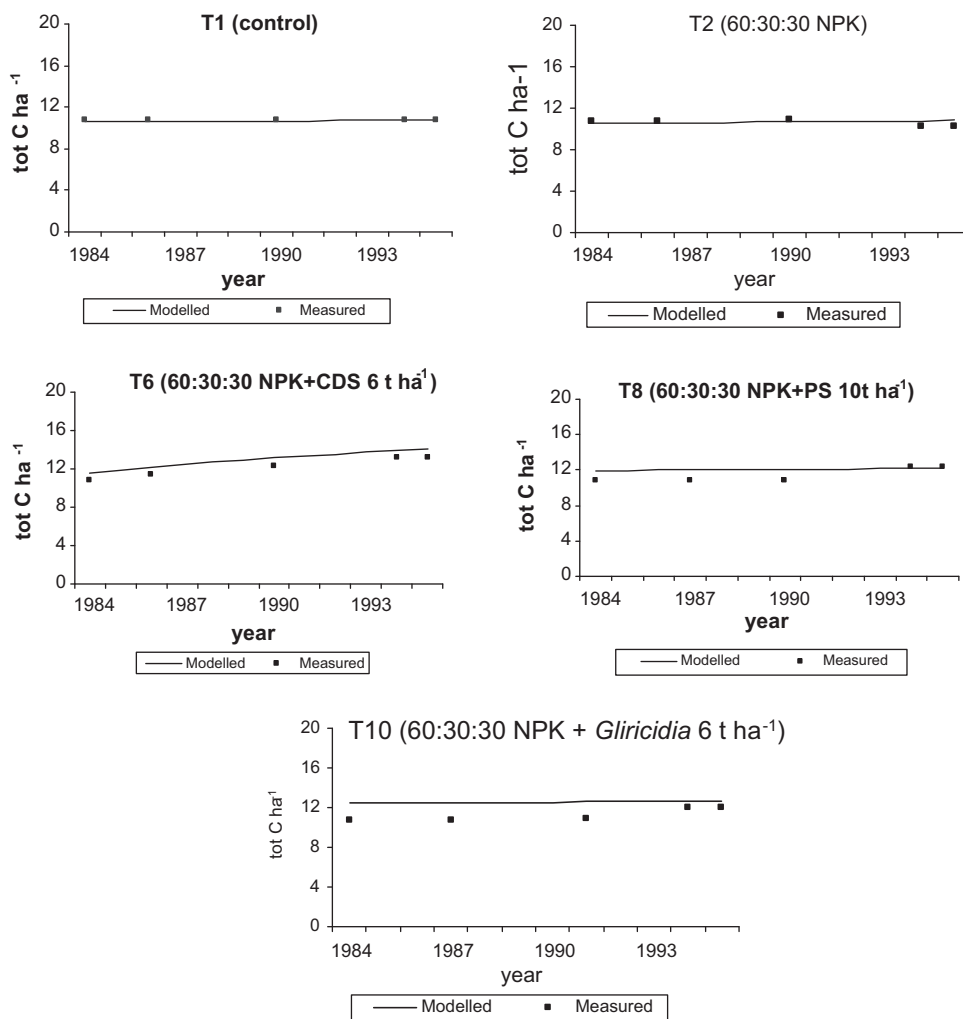 T1 (control)
20
16
12
8
4
0
tot C ha -1
1984 1987 1990 1993
year
Modelled Measured
T2 (60:30:30 NPK)
20
16
12
8
4
0
tot C ha-1
1984 1987 1990 1993
year
Modelled Measured
T6 (60:30:30 NPK+CDS 6 t ha-1)
20
16
12
8
4
0
tot C ha -1
1984 1987 1990 1993
year
Modelled Measured
T8 (60:30:30 NPK+PS 10t ha-1)
20
16
12
8
4
0
tot C ha -1
1984 1987 1990 1993
year
Modelled Measured
T10 (60:30:30 NPK + Gliricidia 6 t ha-1)
20
16
12
8
4
0
tot C ha-1
1984 1987 1990 1993
year
Modelled Measured